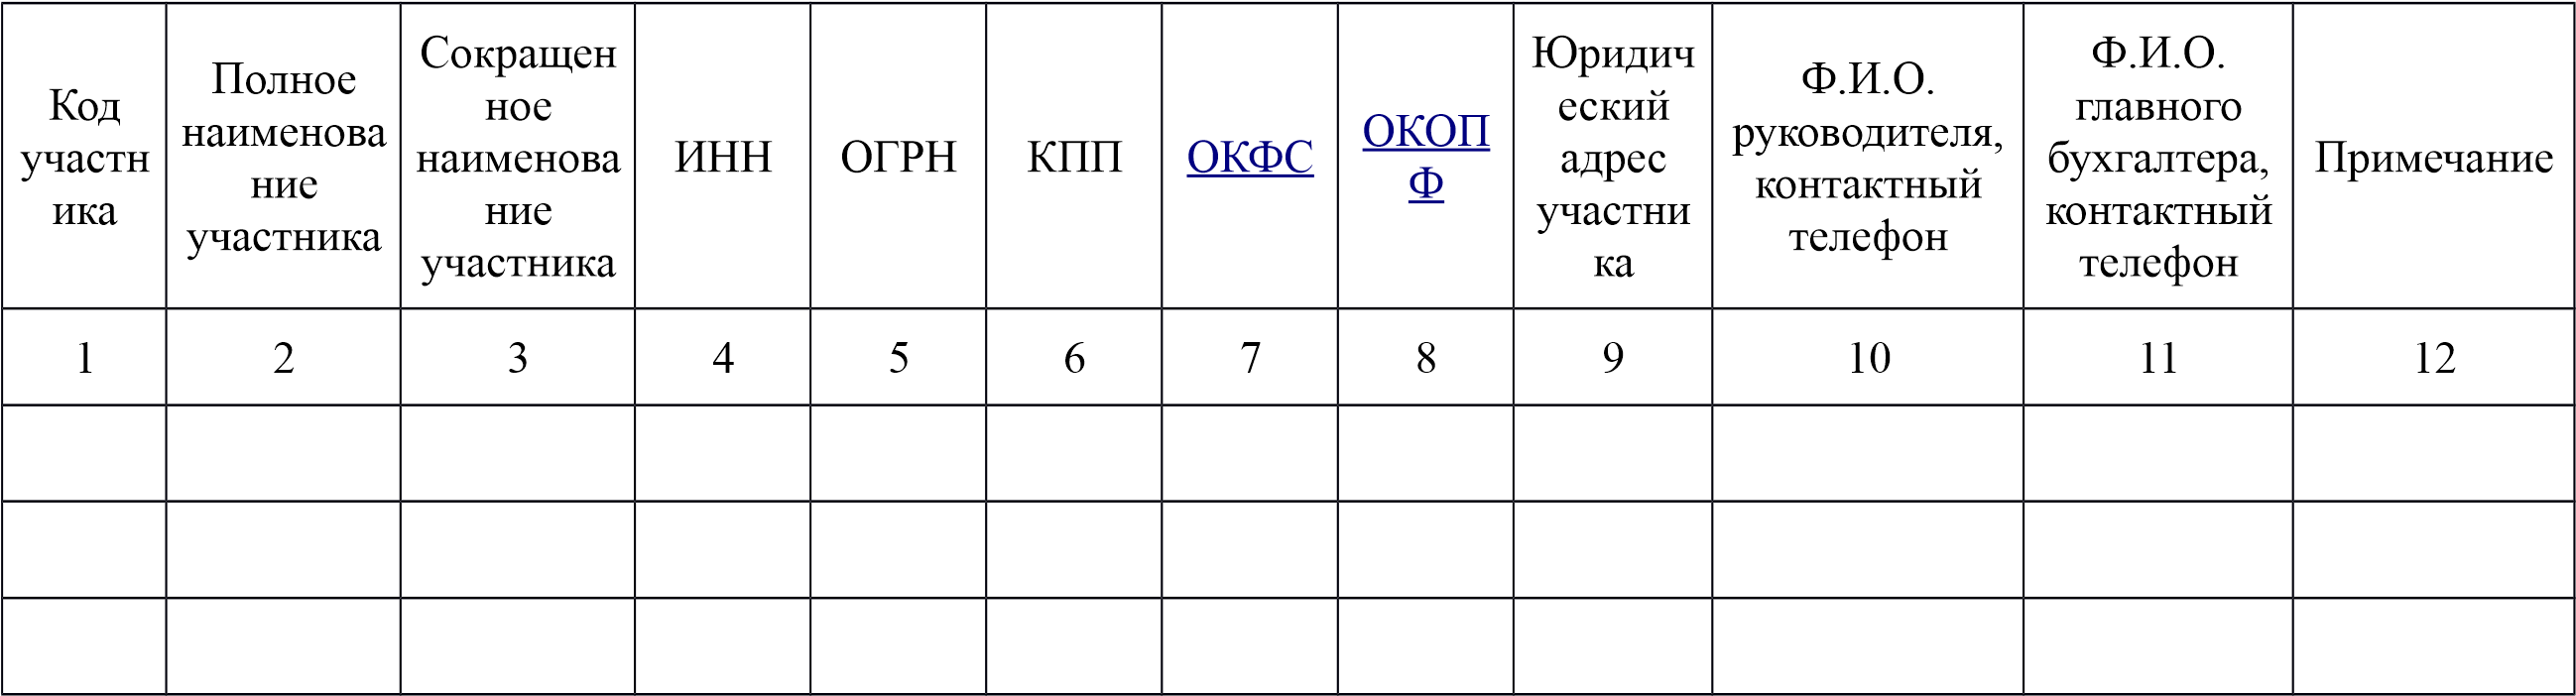 Код
участн
ика
Полное
наименова
ние
участника
Сокращен
ное
наименова
ние
участника
ИНН
ОГРН
КПП
ОКФС
ОКОП
Ф
Юридич
еский
адрес
участни
ка
Ф.И.О.
руководителя,
контактный
телефон
Ф.И.О.
главного
бухгалтера,
контактный
телефон
Примечание
1
2
3
4
5
6
7
8
9
10
11
12